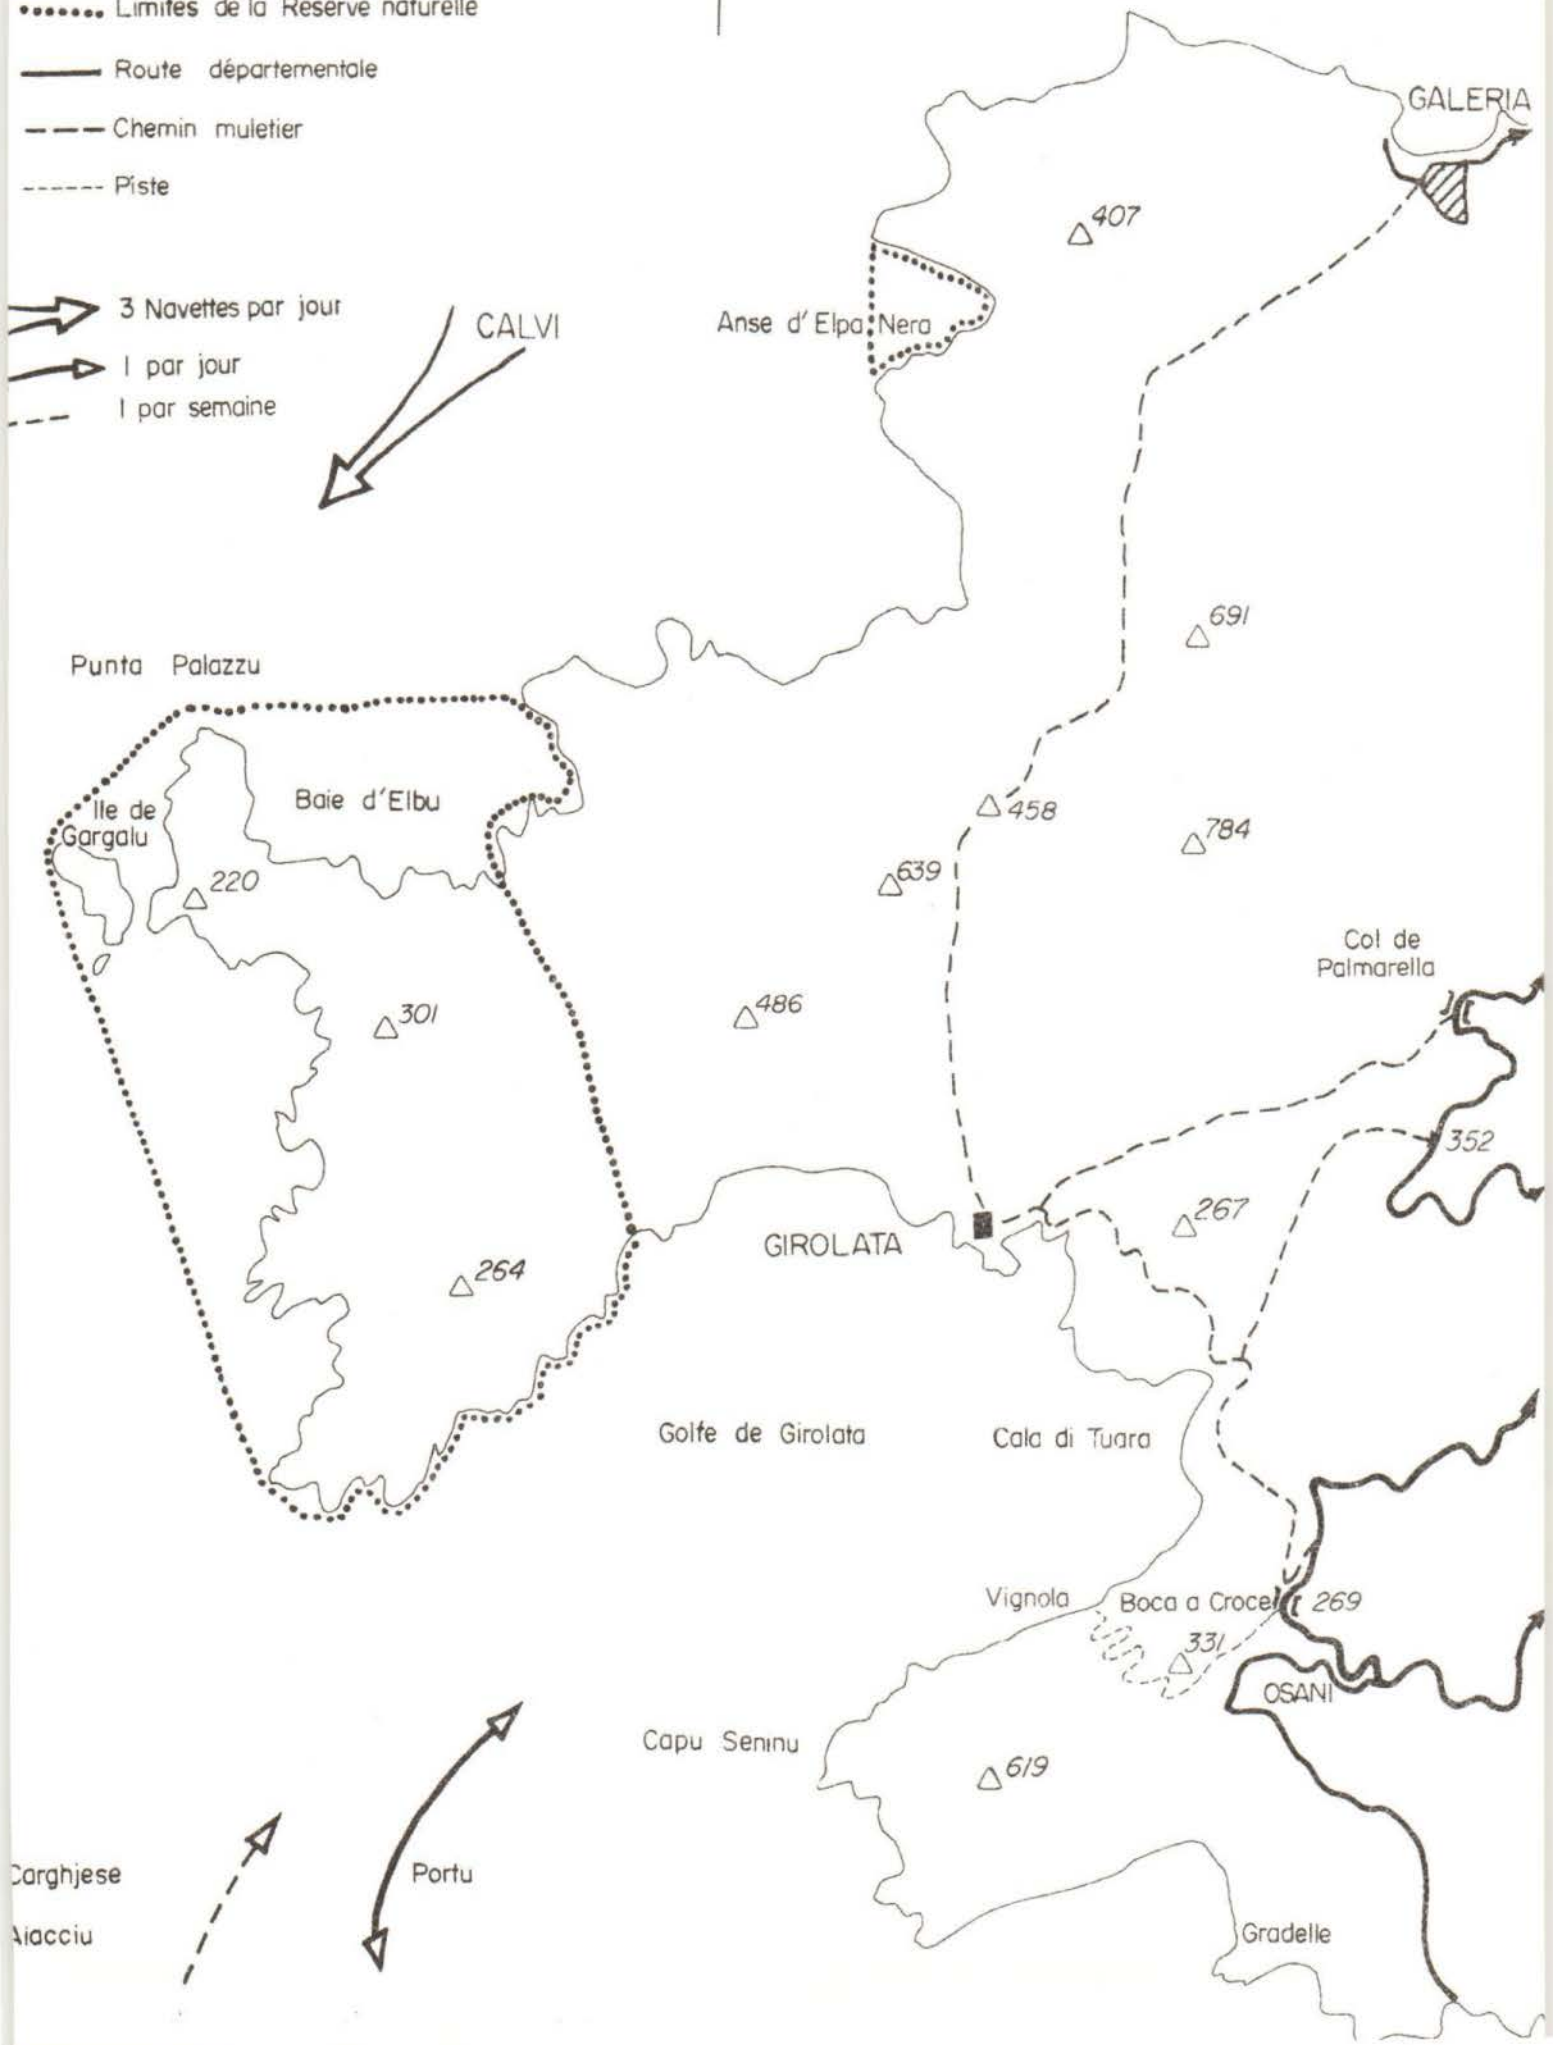 Limites de la Réserve naturelle
Route départementale
Chemin muletier
Piste
3 Navettes par jour
1 par jour
1 par semaine
CALVI
GALERIA
407
Anse d'Elpa Nera
691
Punta Palazzu
Ile de
Gargalu
Baie d'Elbu
458
784
639
220
Col de
Palmarella
301
486
352
267
GIROLATA
264
Golfe de Girolata
Cala di Tuara
Vignola
Boca a Croce
269
331
OSANI
Capu Seninu
619
Carghjese
Portu
Aiacciu
Gradelle